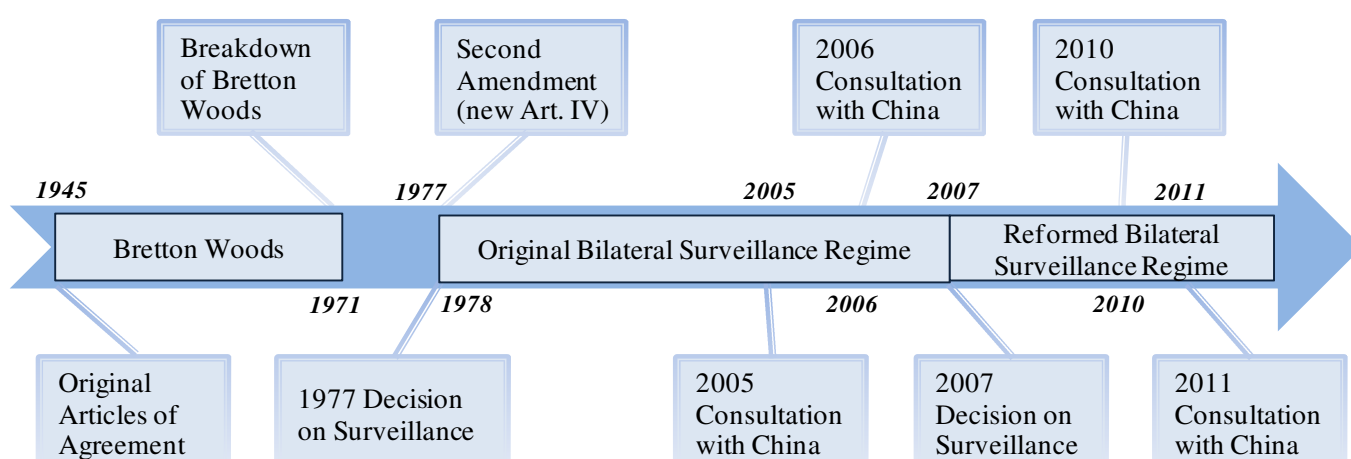 Breakdown
of Bretton
Woods
Second
Amendment
(new Art. IV)
2006
Consultation
with China
2010
Consultation
with China
1945
1977
2005
2007
2011
Bretton Woods
Original Bilateral Surveillance Regime
Reformed Bilateral
Surveillance Regime
1971
1978
2006
2010
Original
Articles of
Agreement
1977 Decision
on Surveillance
2005
Consultation
with China
2007
Decision on
Surveillance
2011
Consultation
with China